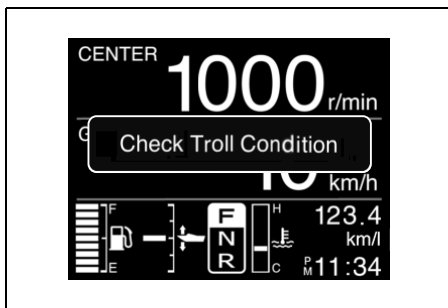 CENTER
1000
r/min
G
Check Troll Condition
km/h
F
E
F
N
R
H
C
123.4
km/l
PM 11:34